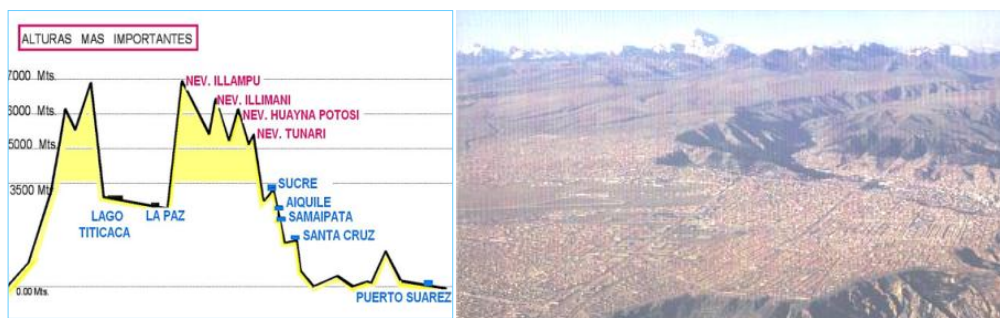 ALTURAS MAS IMPORTANTES
7000 Mts.
NEV. ILLAMPU
NEV. ILLIMANI
6000 Mts.
NEV. HUAYNA POTOSI
NEV. TUNARI
5000 Mts.
3500 Mts
SUCRE
AIQUILE
LAGO
TITICACA
LA PAZ
SAMAIPATA
SANTA CRUZ
0.00 Mts.
PUERTO SUAREZ